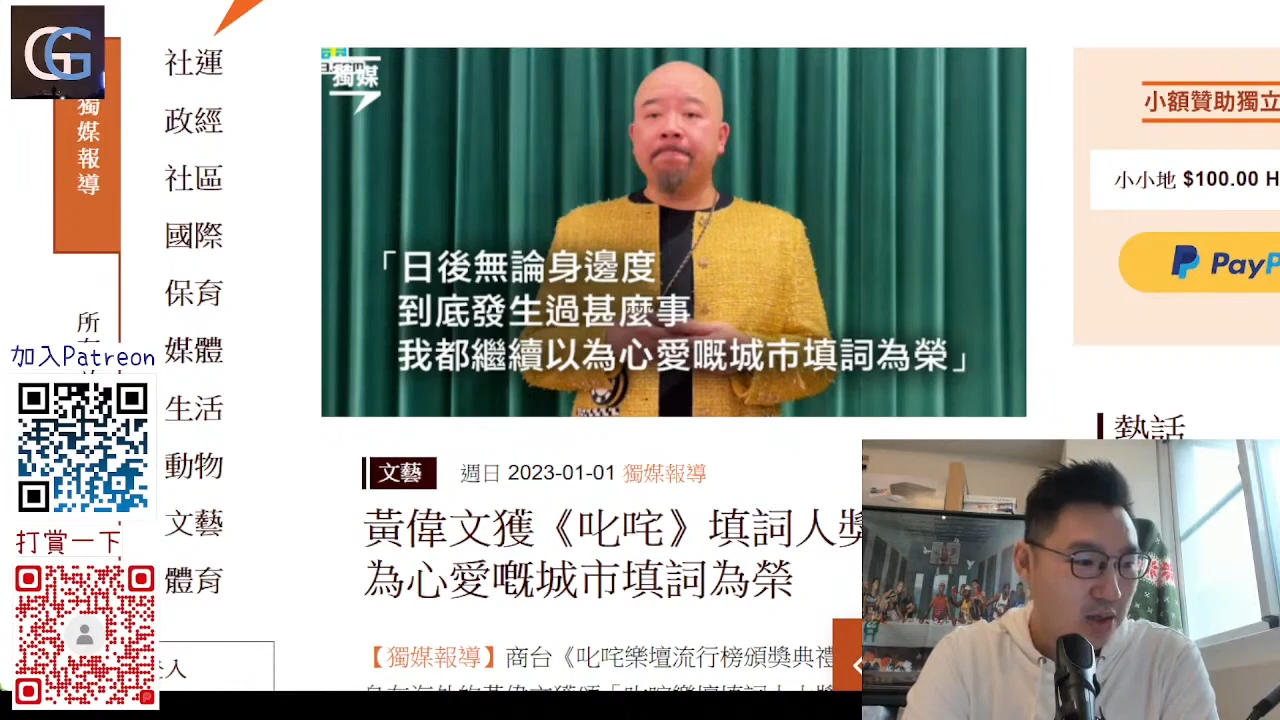 GG
獨媒報導
社運
政經
社區
國際
保育
媒體
生活
動物
文藝
體育
所
加入Patreon
打賞一下
入
獨媒
「日後無論身邊度
到底發生過甚麼事
我都繼續以為心愛嘅城市填詞為榮」
文藝 週日 2023-01-01 獨媒報導
黃偉文獲《叱咤》填詞人獎
為心愛嘅城市填詞為榮
【獨媒報導】商台《叱咤樂壇流行榜頒獎典禮
小額贊助獨立
小小地 $100.00 H
PayP
熱話